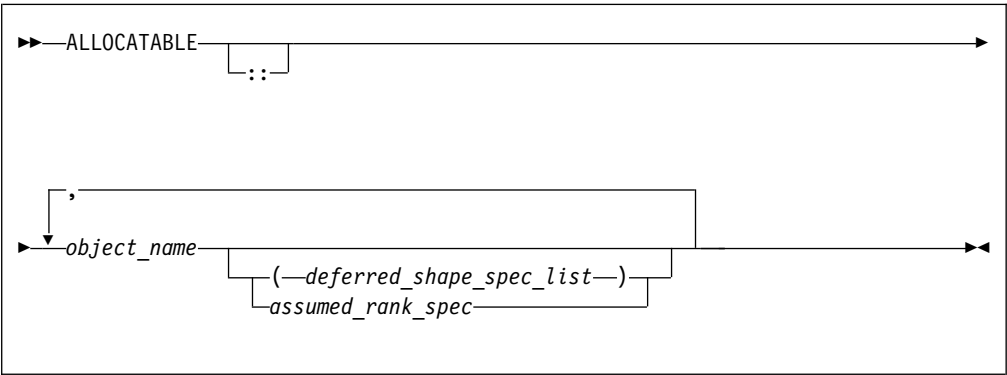 ALLOCATABLE
::
,
object_name
(deferred_shape_spec_list)
assumed_rank_spec